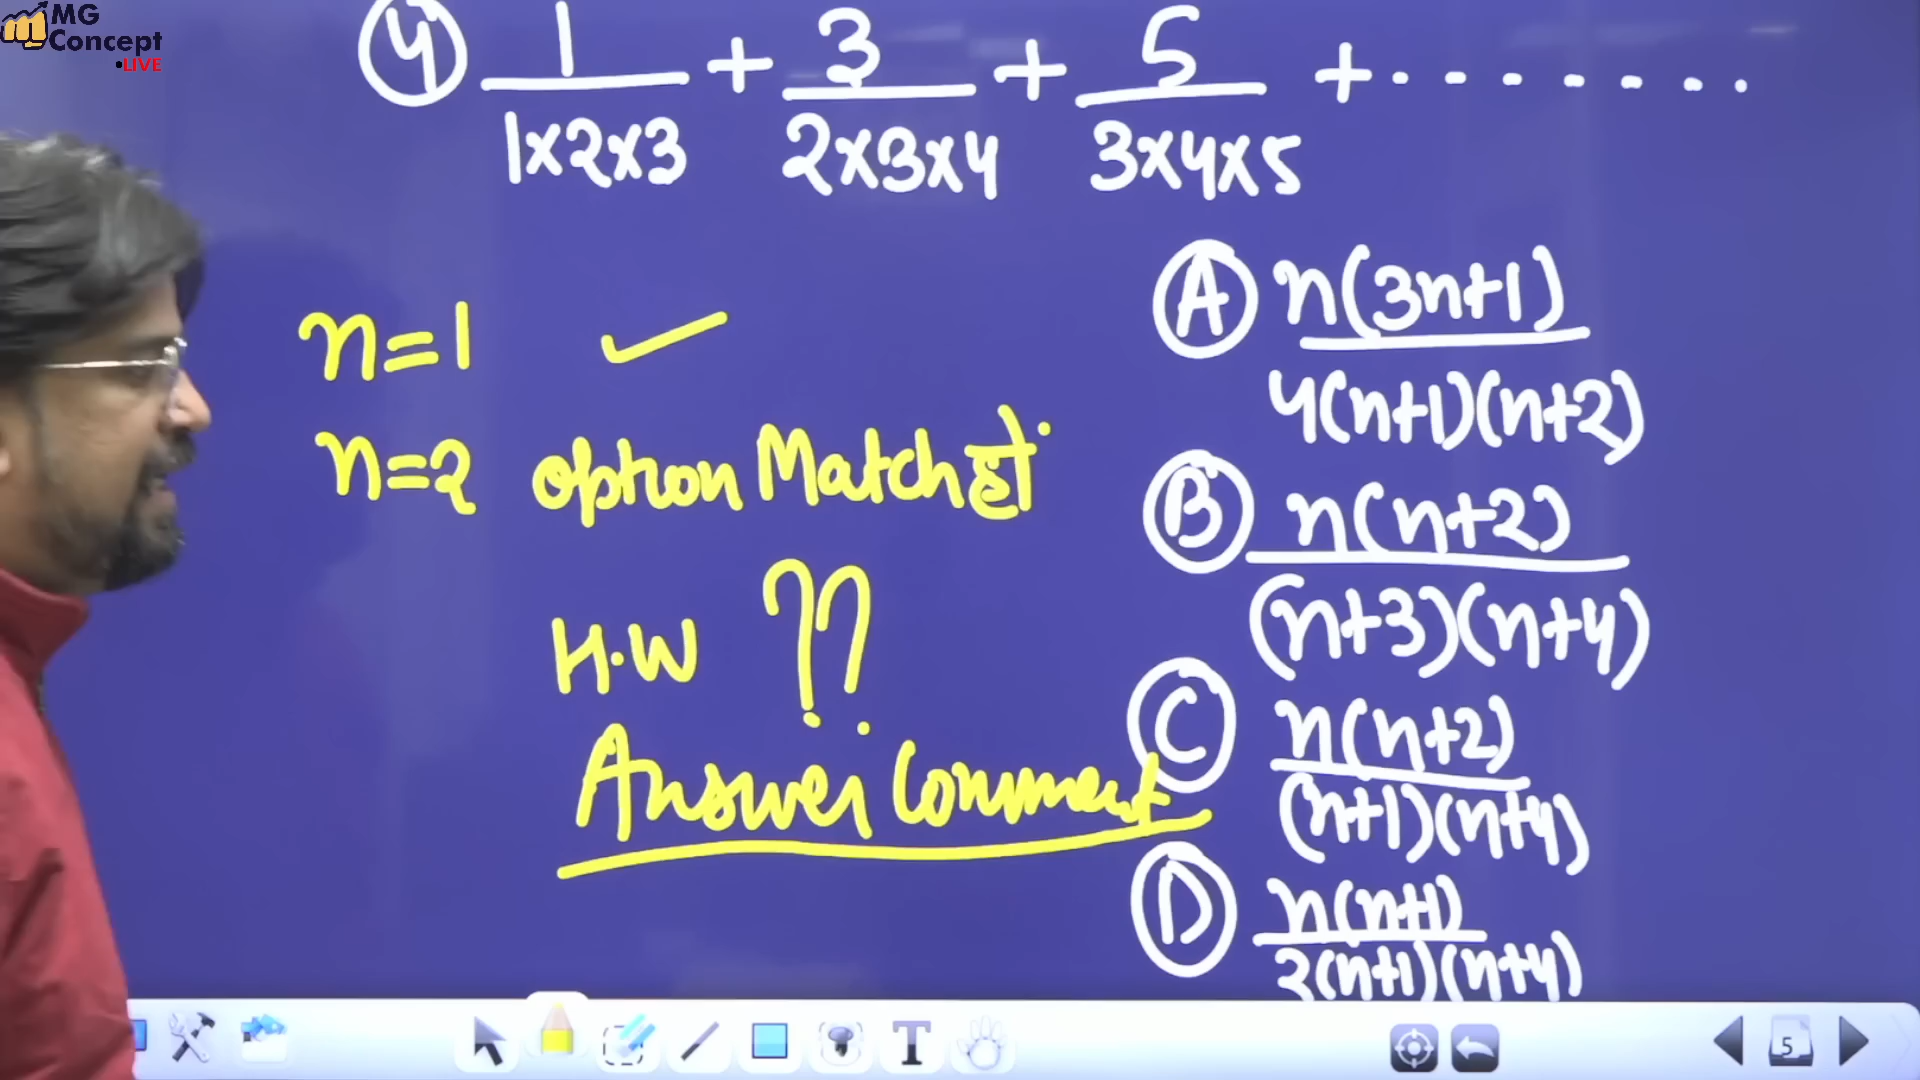 MG
Concept
•LIVE
④ 1/1×2×3 + 3/2×3×4 + 5/3×4×5 + .......
Ⓐ n(3n+1)/4(n+1)(n+2)
n=1 ✓
n=2 option Match हो
Ⓑ n(n+2)/(n+3)(n+4)
H.W ??
Ⓒ n(n+2)/(n+1)(n+4)
Answer Comment
Ⓓ n(n+1)/2(n+1)(n+4)
T
5